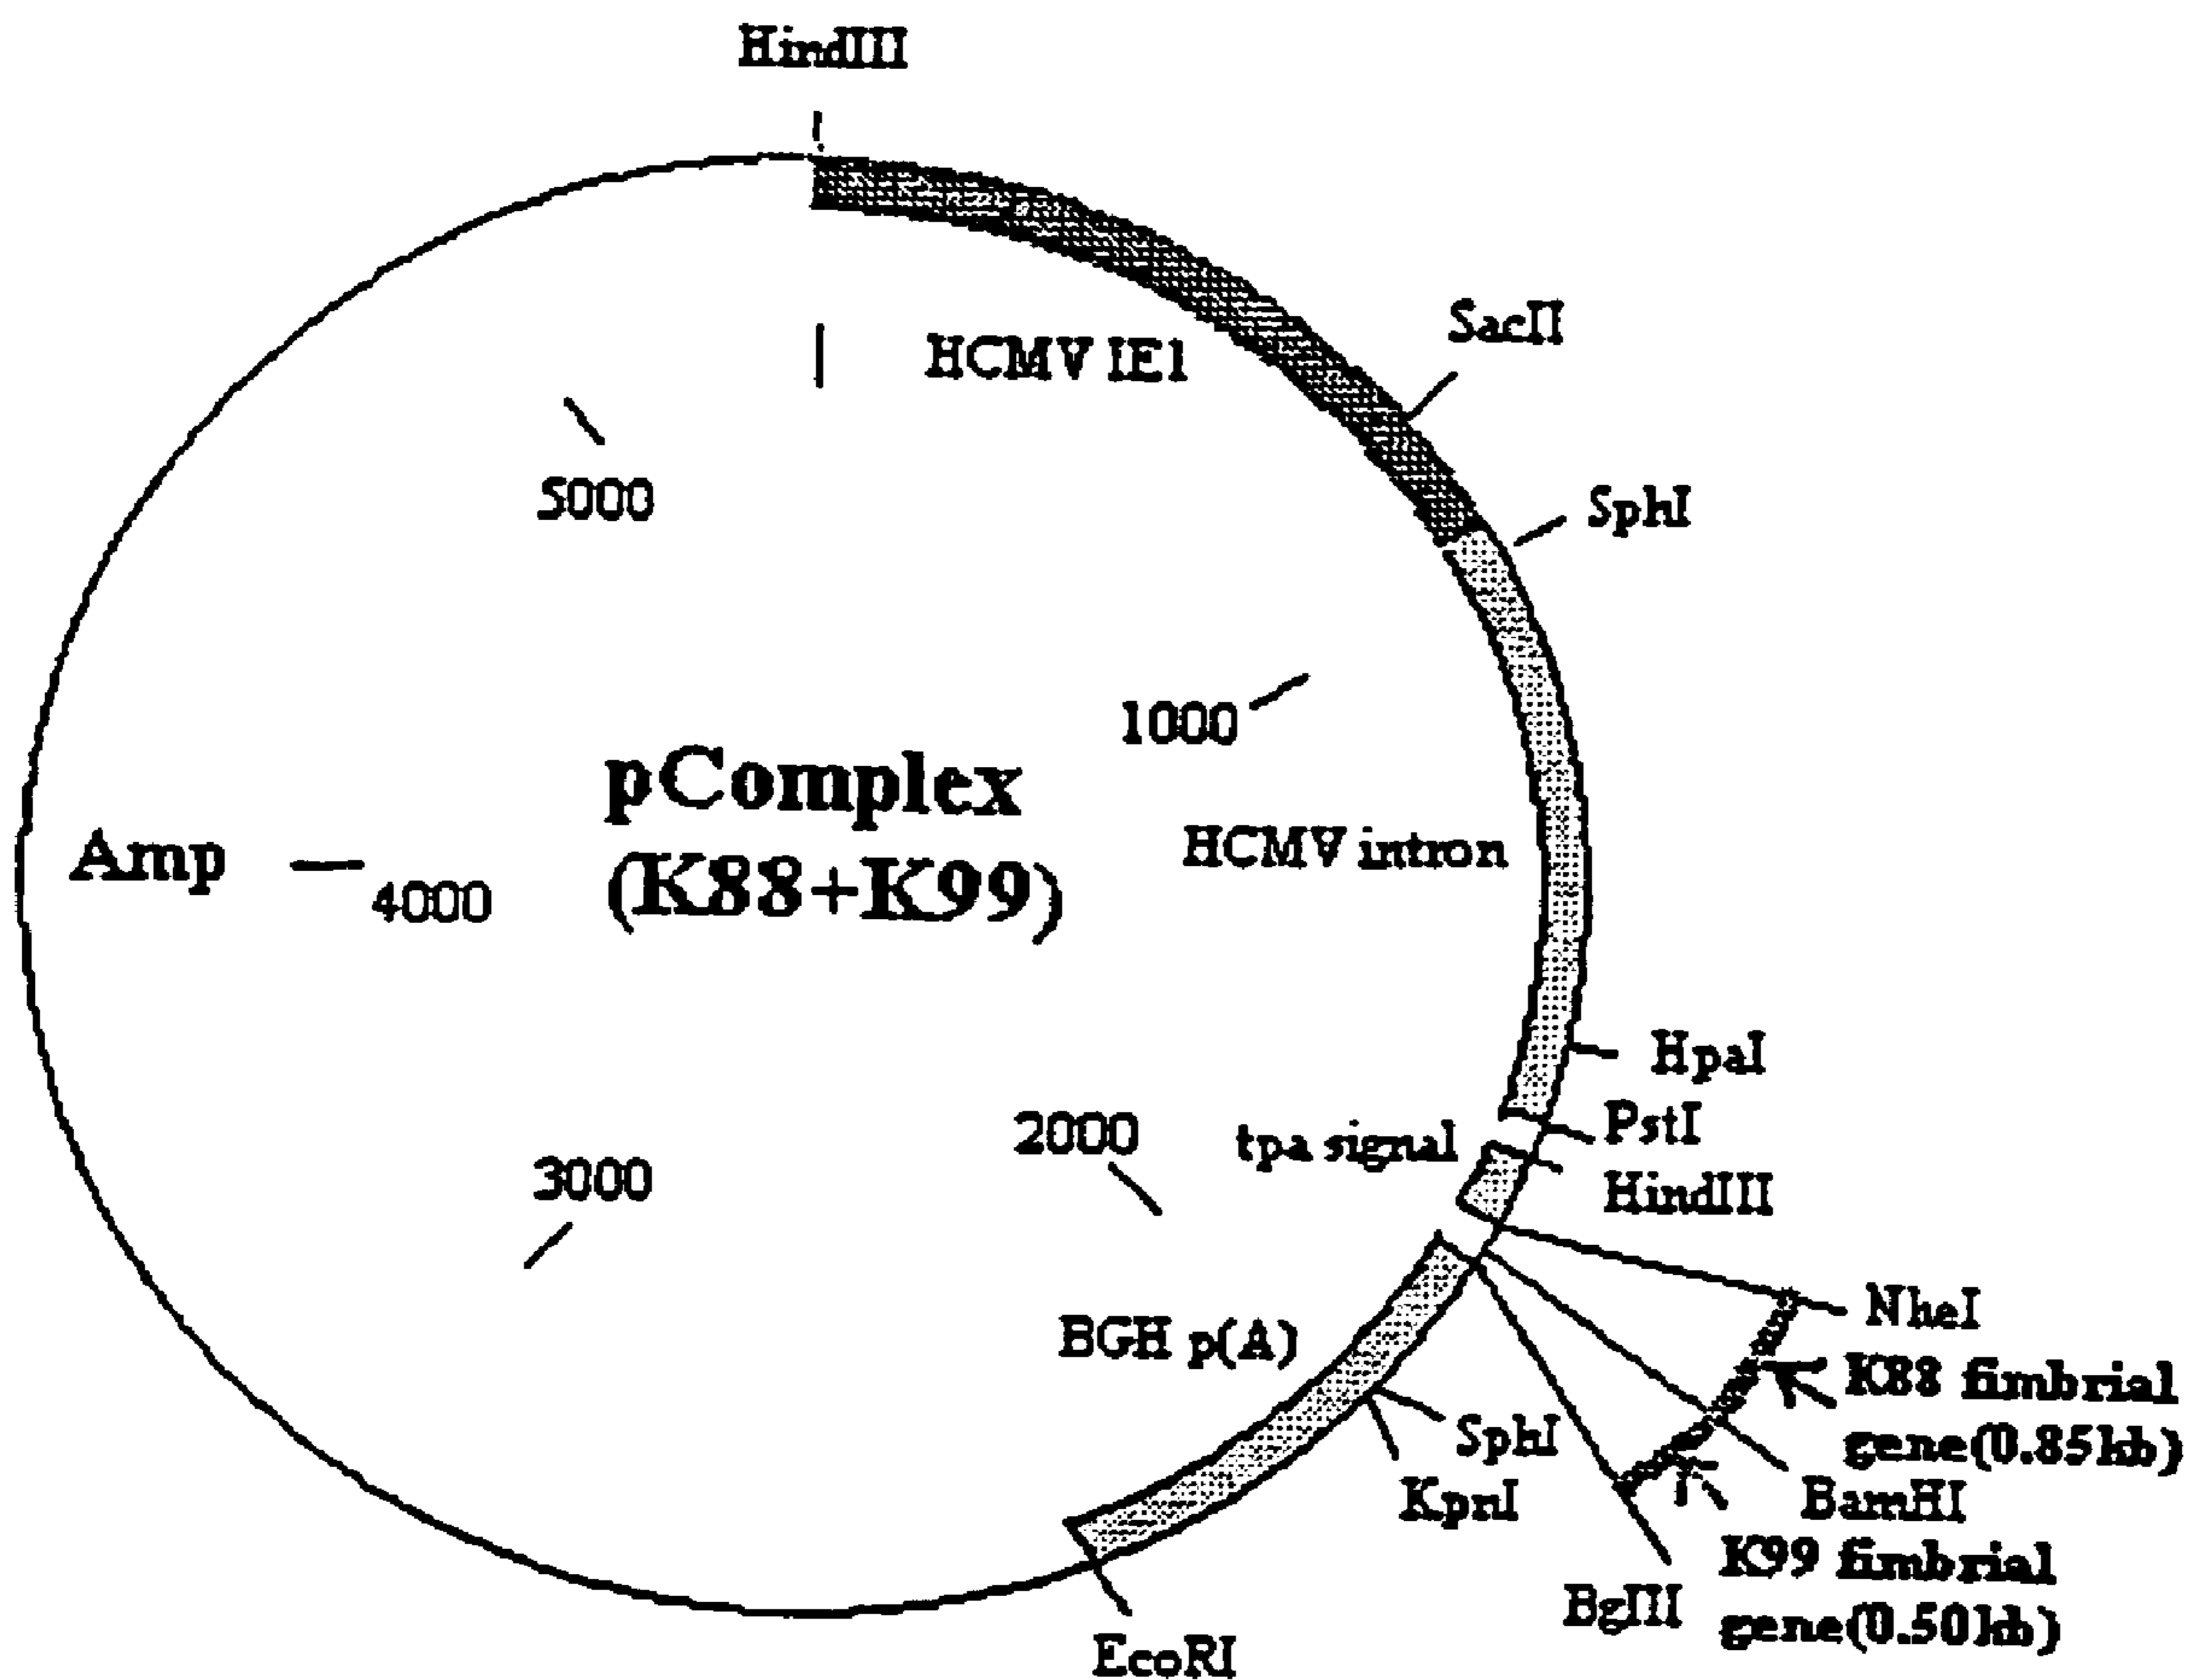 HindIII
SacII
HCMV IE1
5000
SphI
1000
pComplex
(K88+K99)
HCMV intron
Amp
4000
HpaI
PstI
2000
tpa signal
HindIII
3000
NheI
BGH p(A)
K88 fimbrial
gene(0.85kb)
SphI
KpnI
BamHI
K99 fimbrial
gene(0.50kb)
BglII
EcoRI